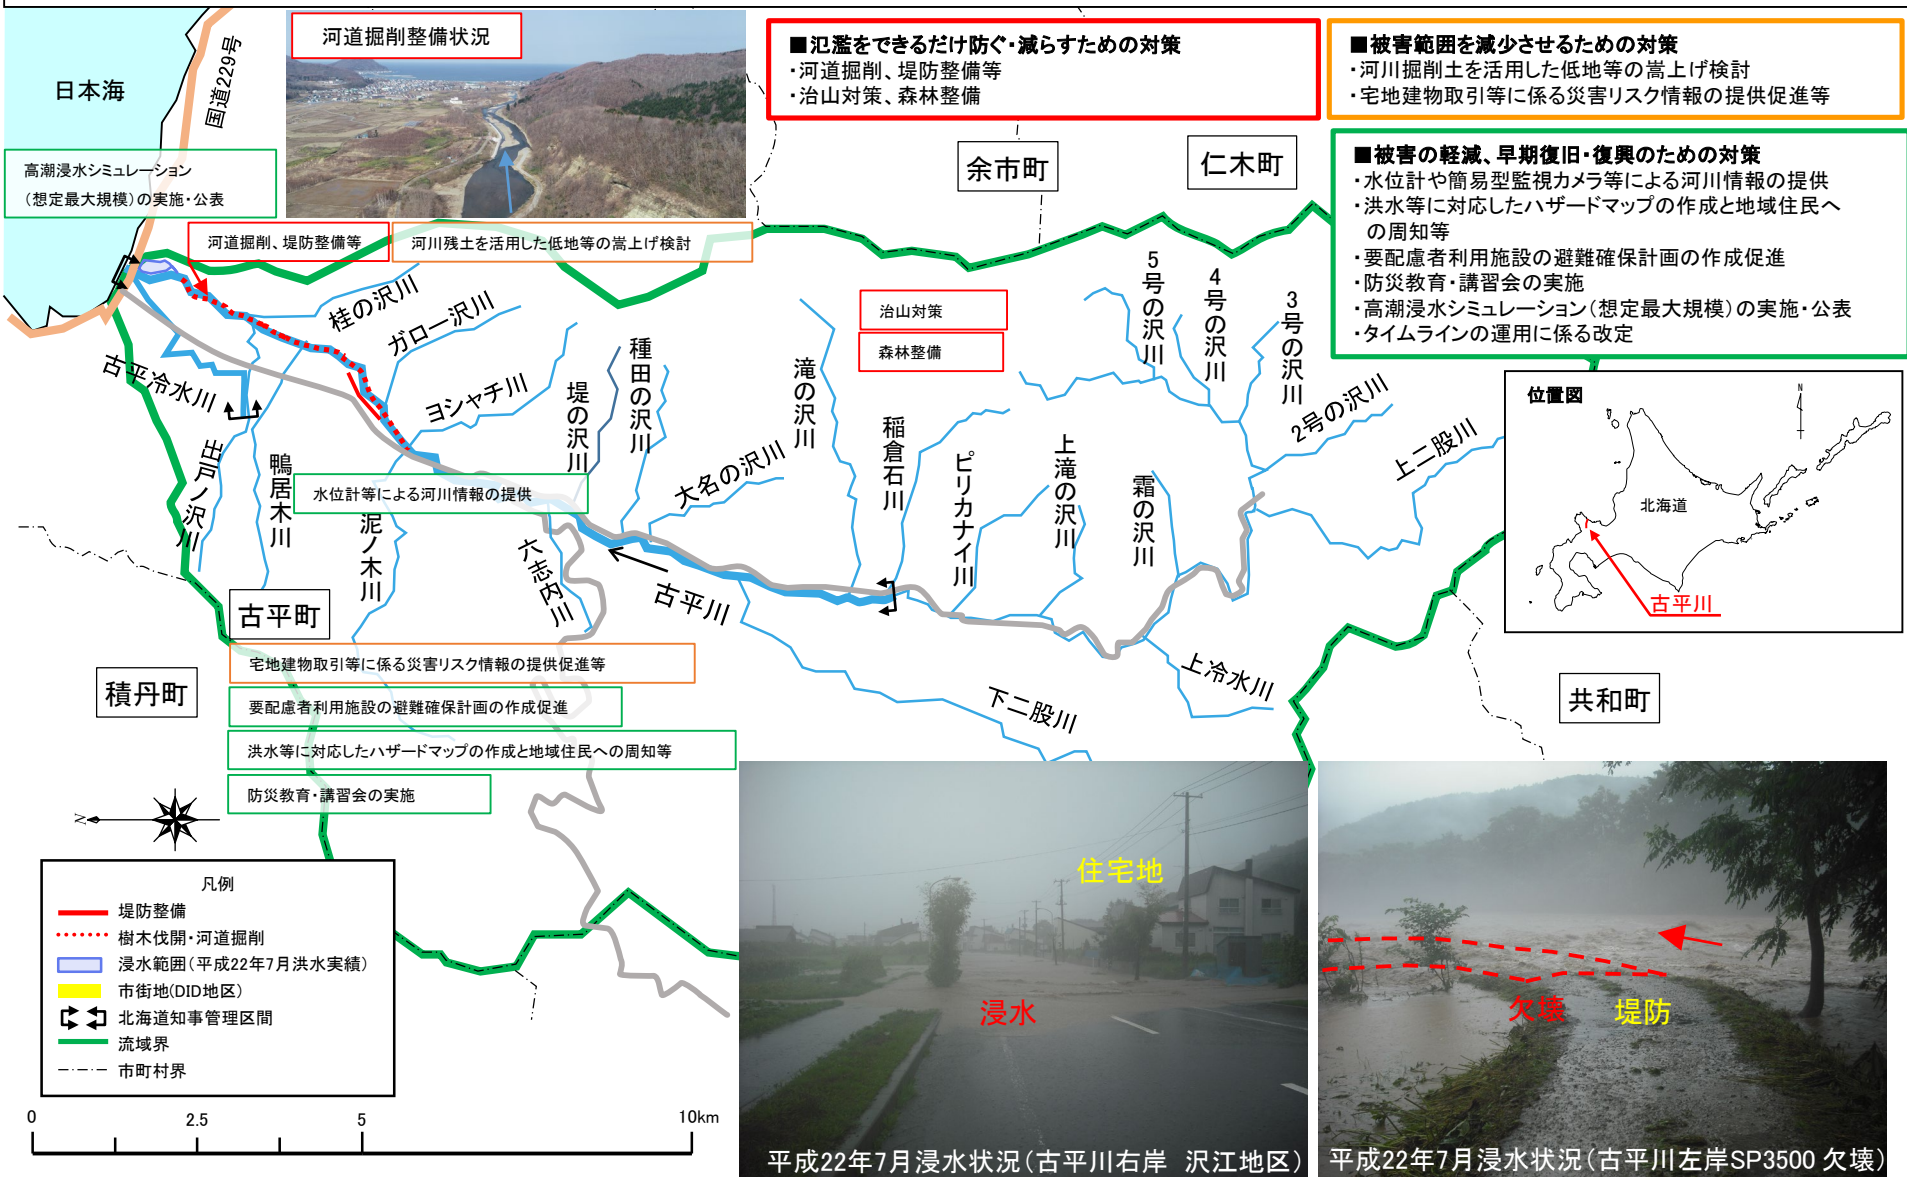 河道掘削整備状況
日本海
国道229号
■氾濫をできるだけ防ぐ・減らすための対策
・河道掘削、堤防整備等
・治山対策、森林整備
■被害範囲を減少させるための対策
・河川掘削土を活用した低地等の嵩上げ検討
・宅地建物取引等に係る災害リスク情報の提供促進等
■被害の軽減、早期復旧・復興のための対策
・水位計や簡易型監視カメラ等による河川情報の提供
・洪水等に対応したハザードマップの作成と地域住民へ
の周知等
・要配慮者利用施設の避難確保計画の作成促進
・防災教育・講習会の実施
・高潮浸水シミュレーション（想定最大規模）の実施・公表
・タイムラインの運用に係る改定
高潮浸水シミュレーション
（想定最大規模）の実施・公表
余市町
仁木町
河道掘削、堤防整備等
河川残土を活用した低地等の嵩上げ検討
治山対策
森林整備
桂の沢川
ガロー沢川
ヨシャチ川
堤の沢川
種田の沢川
大名の沢川
滝の沢川
稲倉石川
ピリカナイ川
上滝の沢川
霜の沢川
5号の沢川
4号の沢川
3号の沢川
2号の沢川
上二股川
古平冷水川
出戸ノ沢川
鴨居木川
泥ノ木川
六志内川
古平川
下二股川
上冷水川
水位計等による河川情報の提供
位置図
N
北海道
古平川
古平町
積丹町
共和町
宅地建物取引等に係る災害リスク情報の提供促進等
要配慮者利用施設の避難確保計画の作成促進
洪水等に対応したハザードマップの作成と地域住民への周知等
防災教育・講習会の実施
N
凡例
堤防整備
樹木伐開・河道掘削
浸水範囲（平成22年7月洪水実績）
市街地(DID地区)
北海道知事管理区間
流域界
市町村界
0 2.5 5 10km
住宅地
浸水
平成22年7月浸水状況（古平川右岸 沢江地区）
欠壊
堤防
平成22年7月浸水状況（古平川左岸SP3500 欠壊）